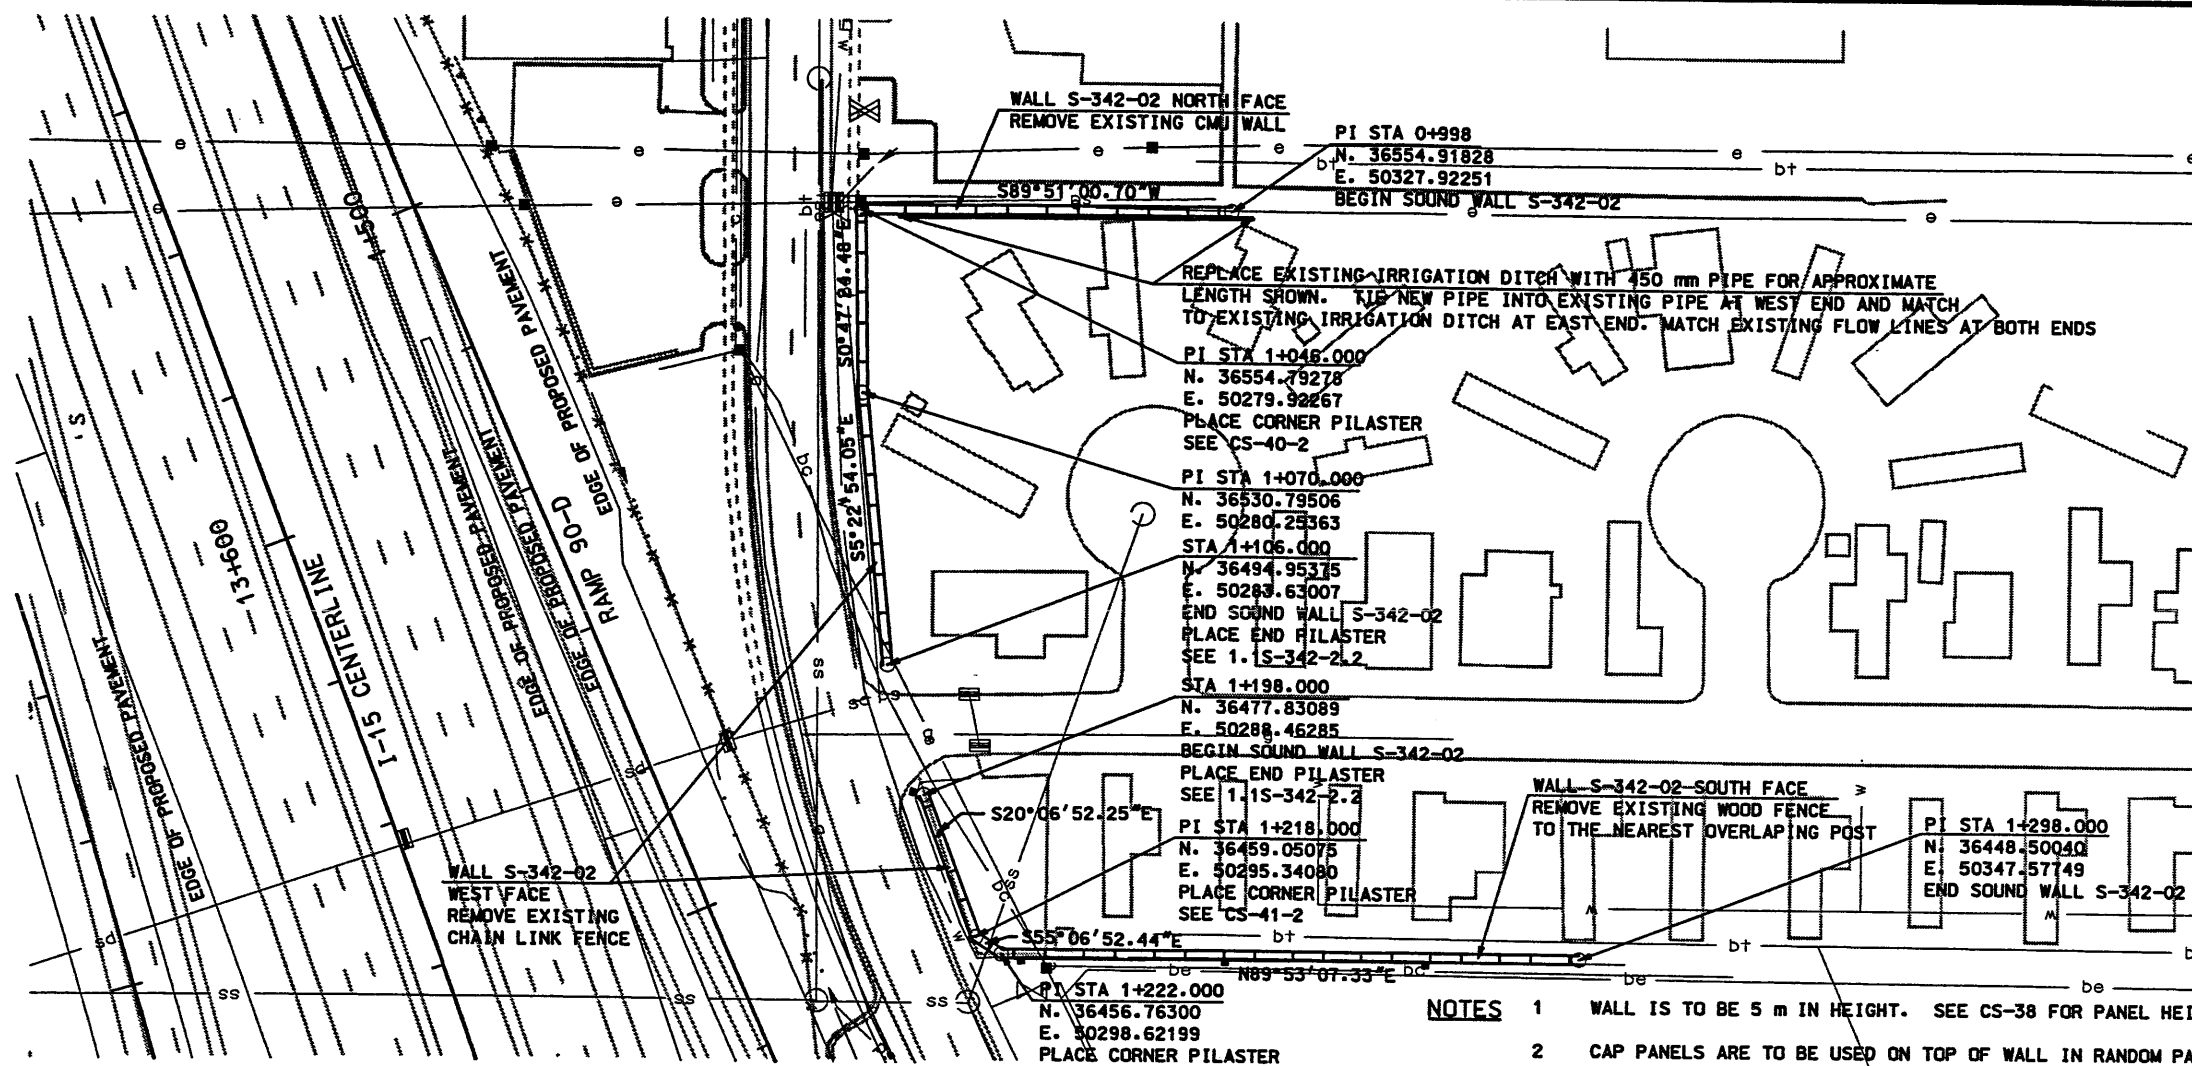 WALL S-342-02 NORTH FACE
REMOVE EXISTING CMU WALL
PI STA 0+998
N. 36554.91828
E. 50327.92251
BEGIN SOUND WALL S-342-02
S89°51'00.70"W
REPLACE EXISTING IRRIGATION DITCH WITH 450 mm PIPE FOR APPROXIMATE
LENGTH SHOWN. TIE NEW PIPE INTO EXISTING PIPE AT WEST END AND MATCH
TO EXISTING IRRIGATION DITCH AT EAST END. MATCH EXISTING FLOW LINES AT BOTH ENDS
PI STA 1+046.000
N. 36554.79278
E. 50279.92267
PLACE CORNER PILASTER
SEE CS-40-2
PI STA 1+070.000
N. 36530.79506
E. 50280.25363
STA 1+106.000
N. 36494.95375
E. 50283.63007
END SOUND WALL S-342-02
PLACE END PILASTER
SEE 1.1S-342-2.2
STA 1+198.000
N. 36477.83089
E. 50288.46285
BEGIN SOUND WALL S-342-02
PLACE END PILASTER
SEE 1.1S-342-2.2
PI STA 1+218.000
N. 36459.05075
E. 50295.34080
PLACE CORNER PILASTER
SEE CS-41-2
WALL S-342-02 SOUTH FACE
REMOVE EXISTING WOOD FENCE
TO THE NEAREST OVERLAPING POST
PI STA 1+298.000
N. 36448.50040
E. 50347.57749
END SOUND WALL S-342-02
S0°47'24.48"E
S5°22'54.05"E
S20°06'52.25"E
S55°06'52.44"E
N89°53'07.33"E
WALL S-342-02
WEST FACE
REMOVE EXISTING
CHAIN LINK FENCE
PI STA 1+222.000
N. 36456.76300
E. 50298.62199
PLACE CORNER PILASTER
1+500
13+600
I-15 CENTERLINE
RAMP 90-D
EDGE OF PROPOSED PAVEMENT
EDGE OF PROPOSED PAVEMENT
EDGE OF PROPOSED PAVEMENT
EDGE OF PROPOSED PAVEMENT
NOTES
1 WALL IS TO BE 5 m IN HEIGHT. SEE CS-38 FOR PANEL HEI
2 CAP PANELS ARE TO BE USED ON TOP OF WALL IN RANDOM PA